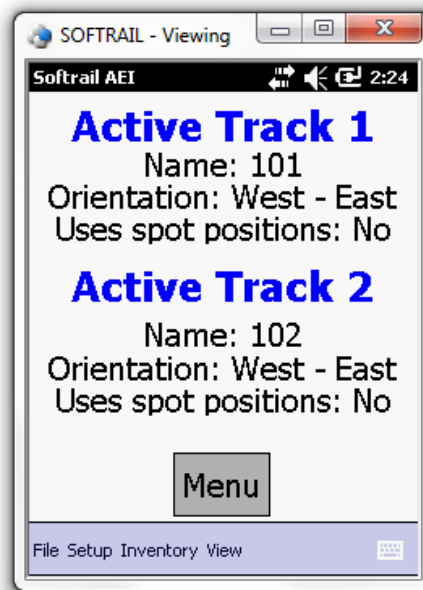 SOFTRAIL - Viewing
Softrail AEI 2:24
Active Track 1
Name: 101
Orientation: West - East
Uses spot positions: No
Active Track 2
Name: 102
Orientation: West - East
Uses spot positions: No
Menu
File Setup Inventory View